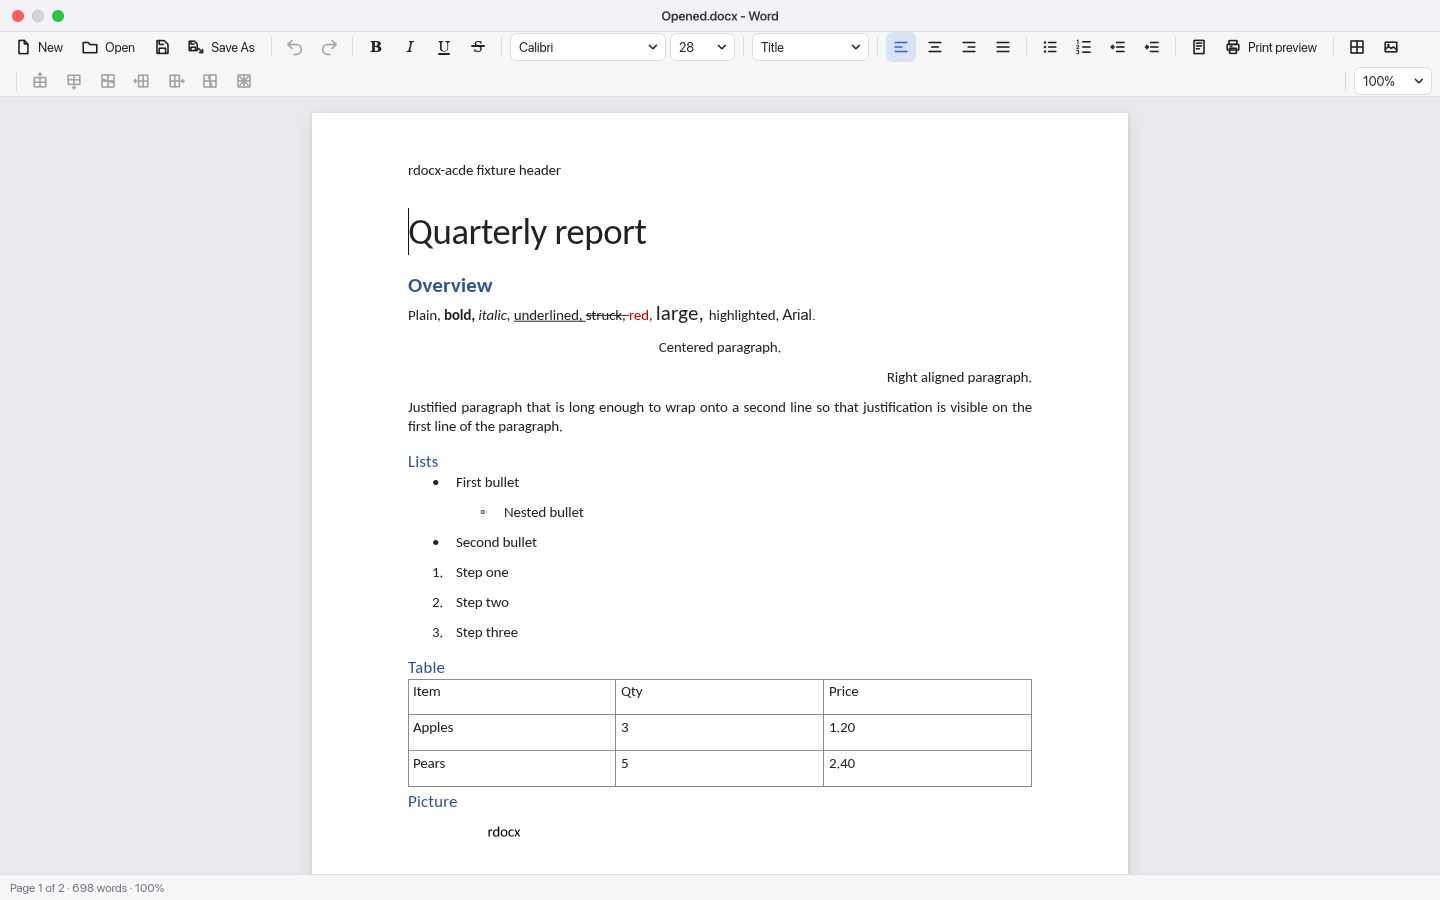 Opened.docx - Word
New Open Save As B I U S Calibri 28 Title Print preview
100%
rdocx-acde fixture header
Quarterly report
Overview
Plain, bold, italic, underlined, struck, red, large, highlighted, Arial.
Centered paragraph.
Right aligned paragraph.
Justified paragraph that is long enough to wrap onto a second line so that justification is visible on the
first line of the paragraph.
Lists
• First bullet
◦ Nested bullet
• Second bullet
1. Step one
2. Step two
3. Step three
Table
Item Qty Price
Apples 3 1.20
Pears 5 2.40
Picture
rdocx
Page 1 of 2 · 698 words · 100%